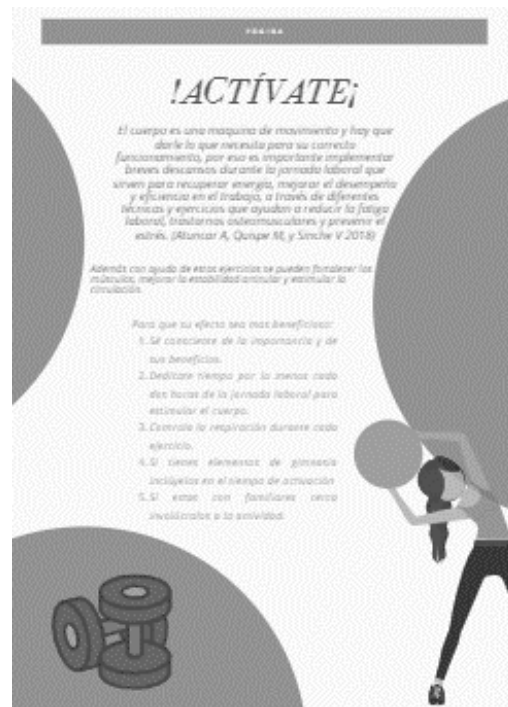 PÁGINA
!ACTÍVATE¡
El cuerpo es una maquina de movimiento y hay que
darle lo que necesita para su correcto
funcionamiento, por eso es importante implementar
breves descansos durante la jornada laboral que
sirven para recuperar energía, mejorar el desempeño
y eficiencia en el trabajo, a través de diferentes
técnicas y ejercicios que ayudan a reducir la fatiga
laboral, trastornos osteomusculares y prevenir el
estrés. (Atuncar A, Quispe M, y Sinche V 2018)
Además con ayuda de estos ejercicios se pueden fortalecer los
músculos, mejorar la estabilidad articular y estimular la
circulación.
Para que su efecto sea mas beneficioso:
1. Sé consciente de la importancia y de
sus beneficios.
2. Dedícate tiempo por lo menos cada
dos horas de la jornada laboral para
estimular el cuerpo.
3. Controla la respiración durante cada
ejercicio.
4. Si tienes elementos de gimnasia
inclúyelos en el tiempo de activación
5. Si estas con familiares cerca
involúcralos a la actividad.